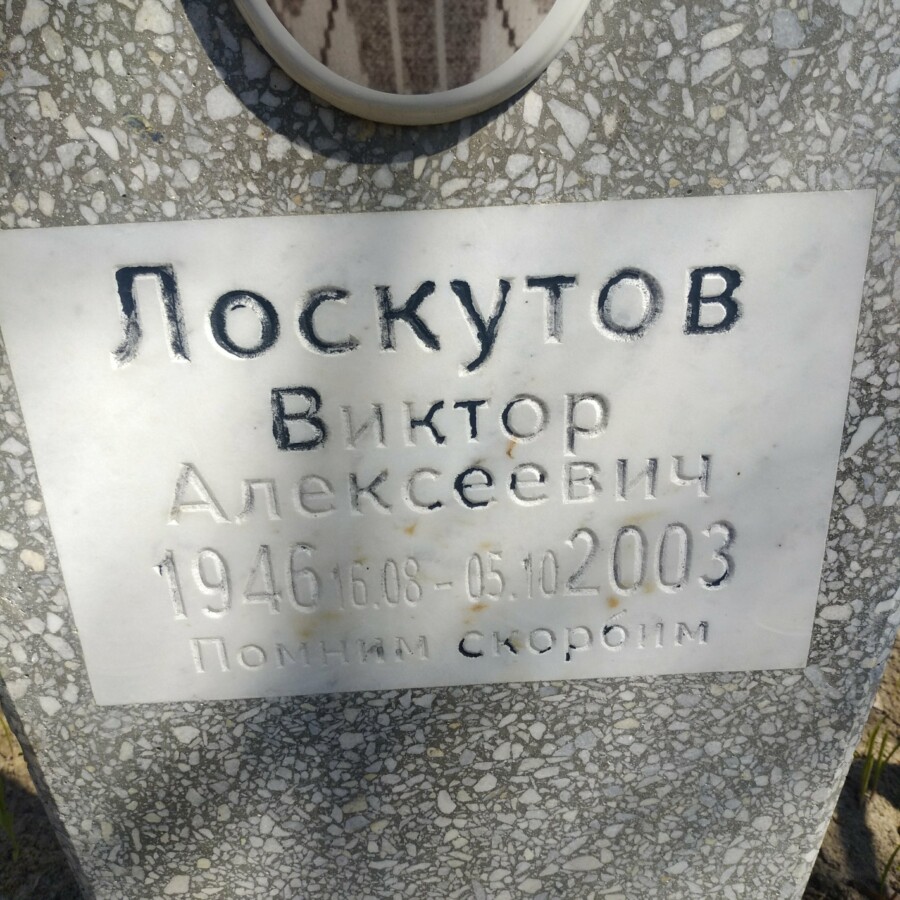 Лоскутов
Виктор
Алексеевич
1946 16.08 - 05.10 2003
Помним скорбим